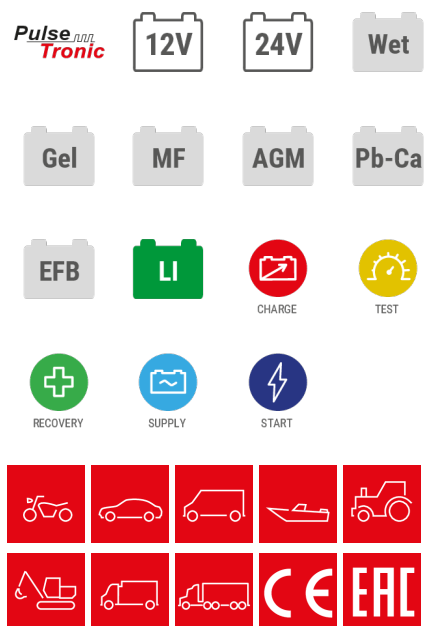 Pulse
Tronic
12V
24V
Wet
Gel
MF
AGM
Pb-Ca
EFB
LI
CHARGE
TEST
RECOVERY
SUPPLY
START
CE
EAC